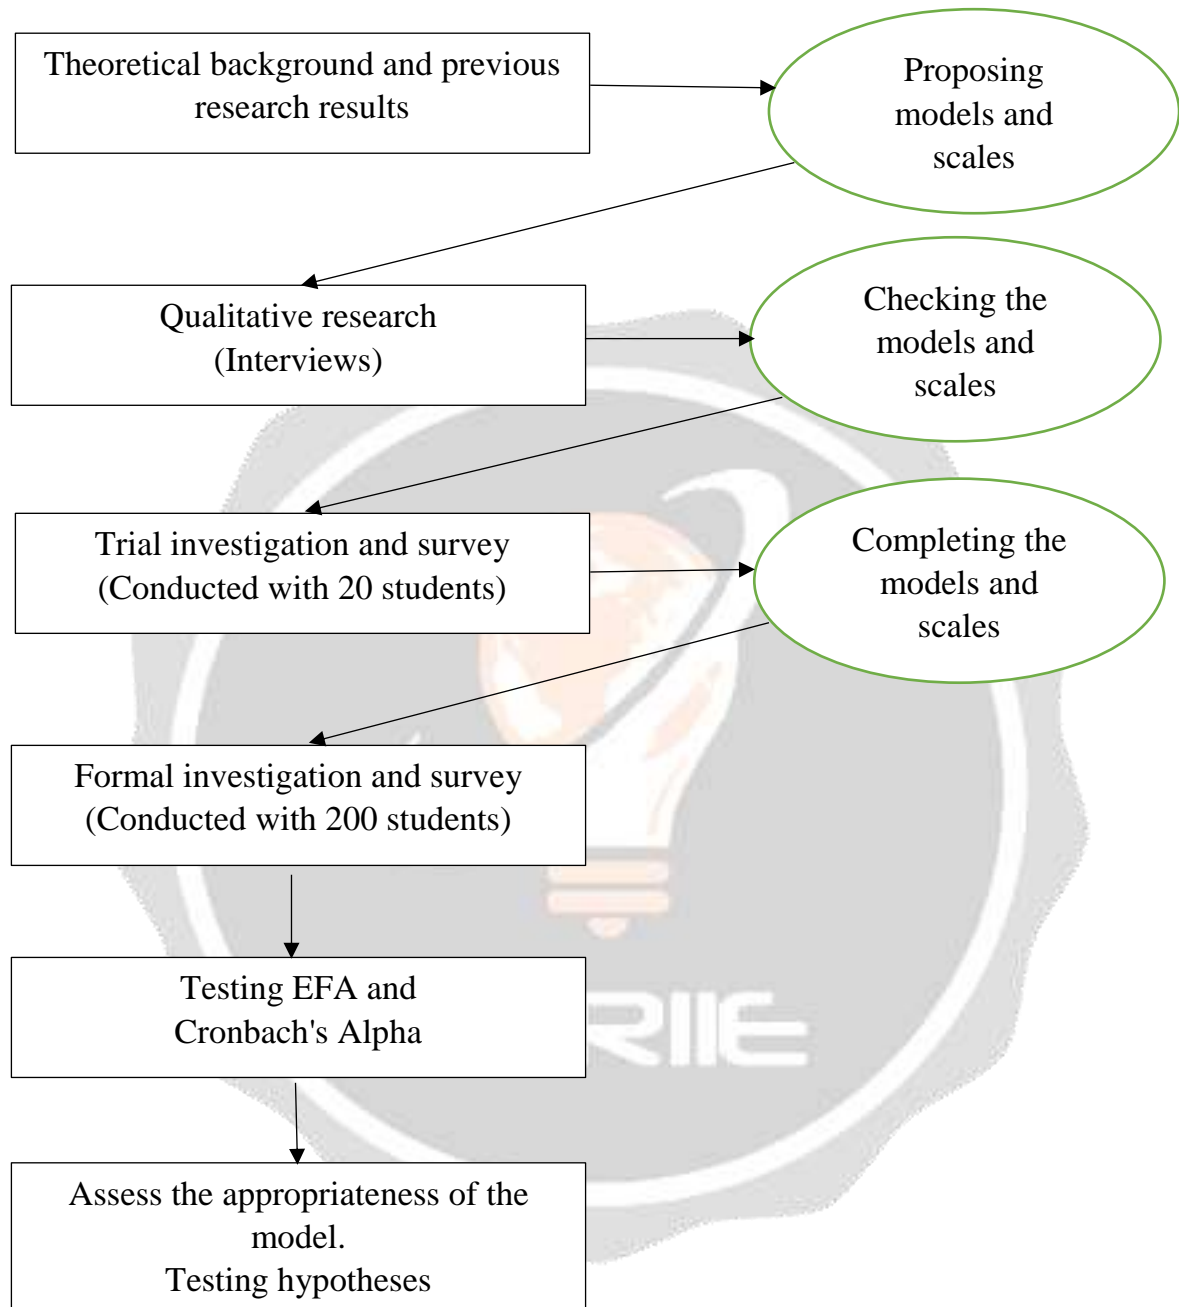 Theoretical background and previous
research results
Proposing
models and
scales
Qualitative research
(Interviews)
Checking the
models and
scales
Trial investigation and survey
(Conducted with 20 students)
Completing the
models and
scales
Formal investigation and survey
(Conducted with 200 students)
Testing EFA and
Cronbach's Alpha
RIIE
Assess the appropriateness of the
model.
Testing hypotheses